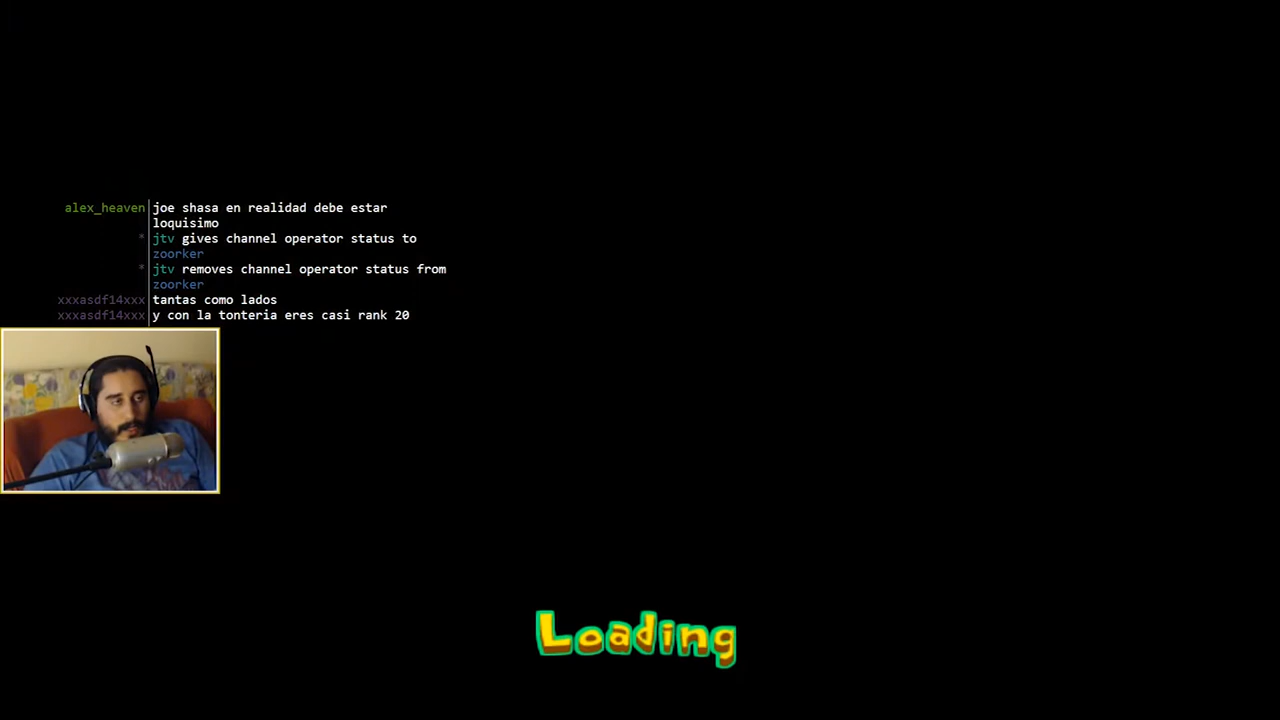 alex_heaven joe shasa en realidad debe estar
loquisimo
* jtv gives channel operator status to
zoorker
* jtv removes channel operator status from
zoorker
xxxasdf14xxx tantas como lados
xxxasdf14xxx y con la tonteria eres casi rank 20
Loading